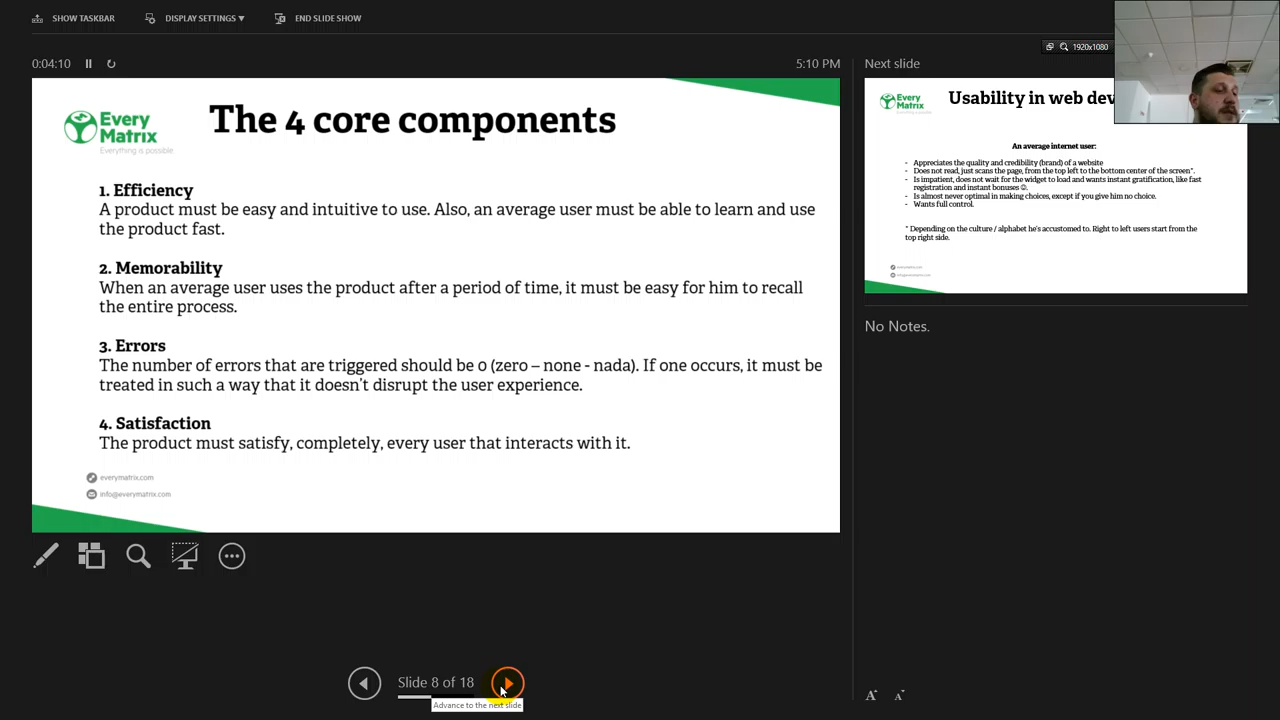 SHOW TASKBAR
DISPLAY SETTINGS ▼
END SLIDE SHOW
1920x1080
0:04:10
5:10 PM
Every
Matrix
Everything is possible
The 4 core components
1. Efficiency
A product must be easy and intuitive to use. Also, an average user must be able to learn and use
the product fast.
2. Memorability
When an average user uses the product after a period of time, it must be easy for him to recall
the entire process.
3. Errors
The number of errors that are triggered should be 0 (zero – none - nada). If one occurs, it must be
treated in such a way that it doesn't disrupt the user experience.
4. Satisfaction
The product must satisfy, completely, every user that interacts with it.
everymatrix.com
info@everymatrix.com
Slide 8 of 18
Advance to the next slide
Next slide
Every
Matrix
Usability in web dev
An average internet user:
- Appreciates the quality and credibility (brand) of a website
- Does not read, just scans the page, from the top left to the bottom center of the screen*.
- Is impatient, does not wait for the widget to load and wants instant gratification, like fast
registration and instant bonuses ☺.
- Is almost never optimal in making choices, except if you give him no choice.
- Wants full control.
* Depending on the culture / alphabet he's accustomed to. Right to left users start from the
top right side.
No Notes.
A A